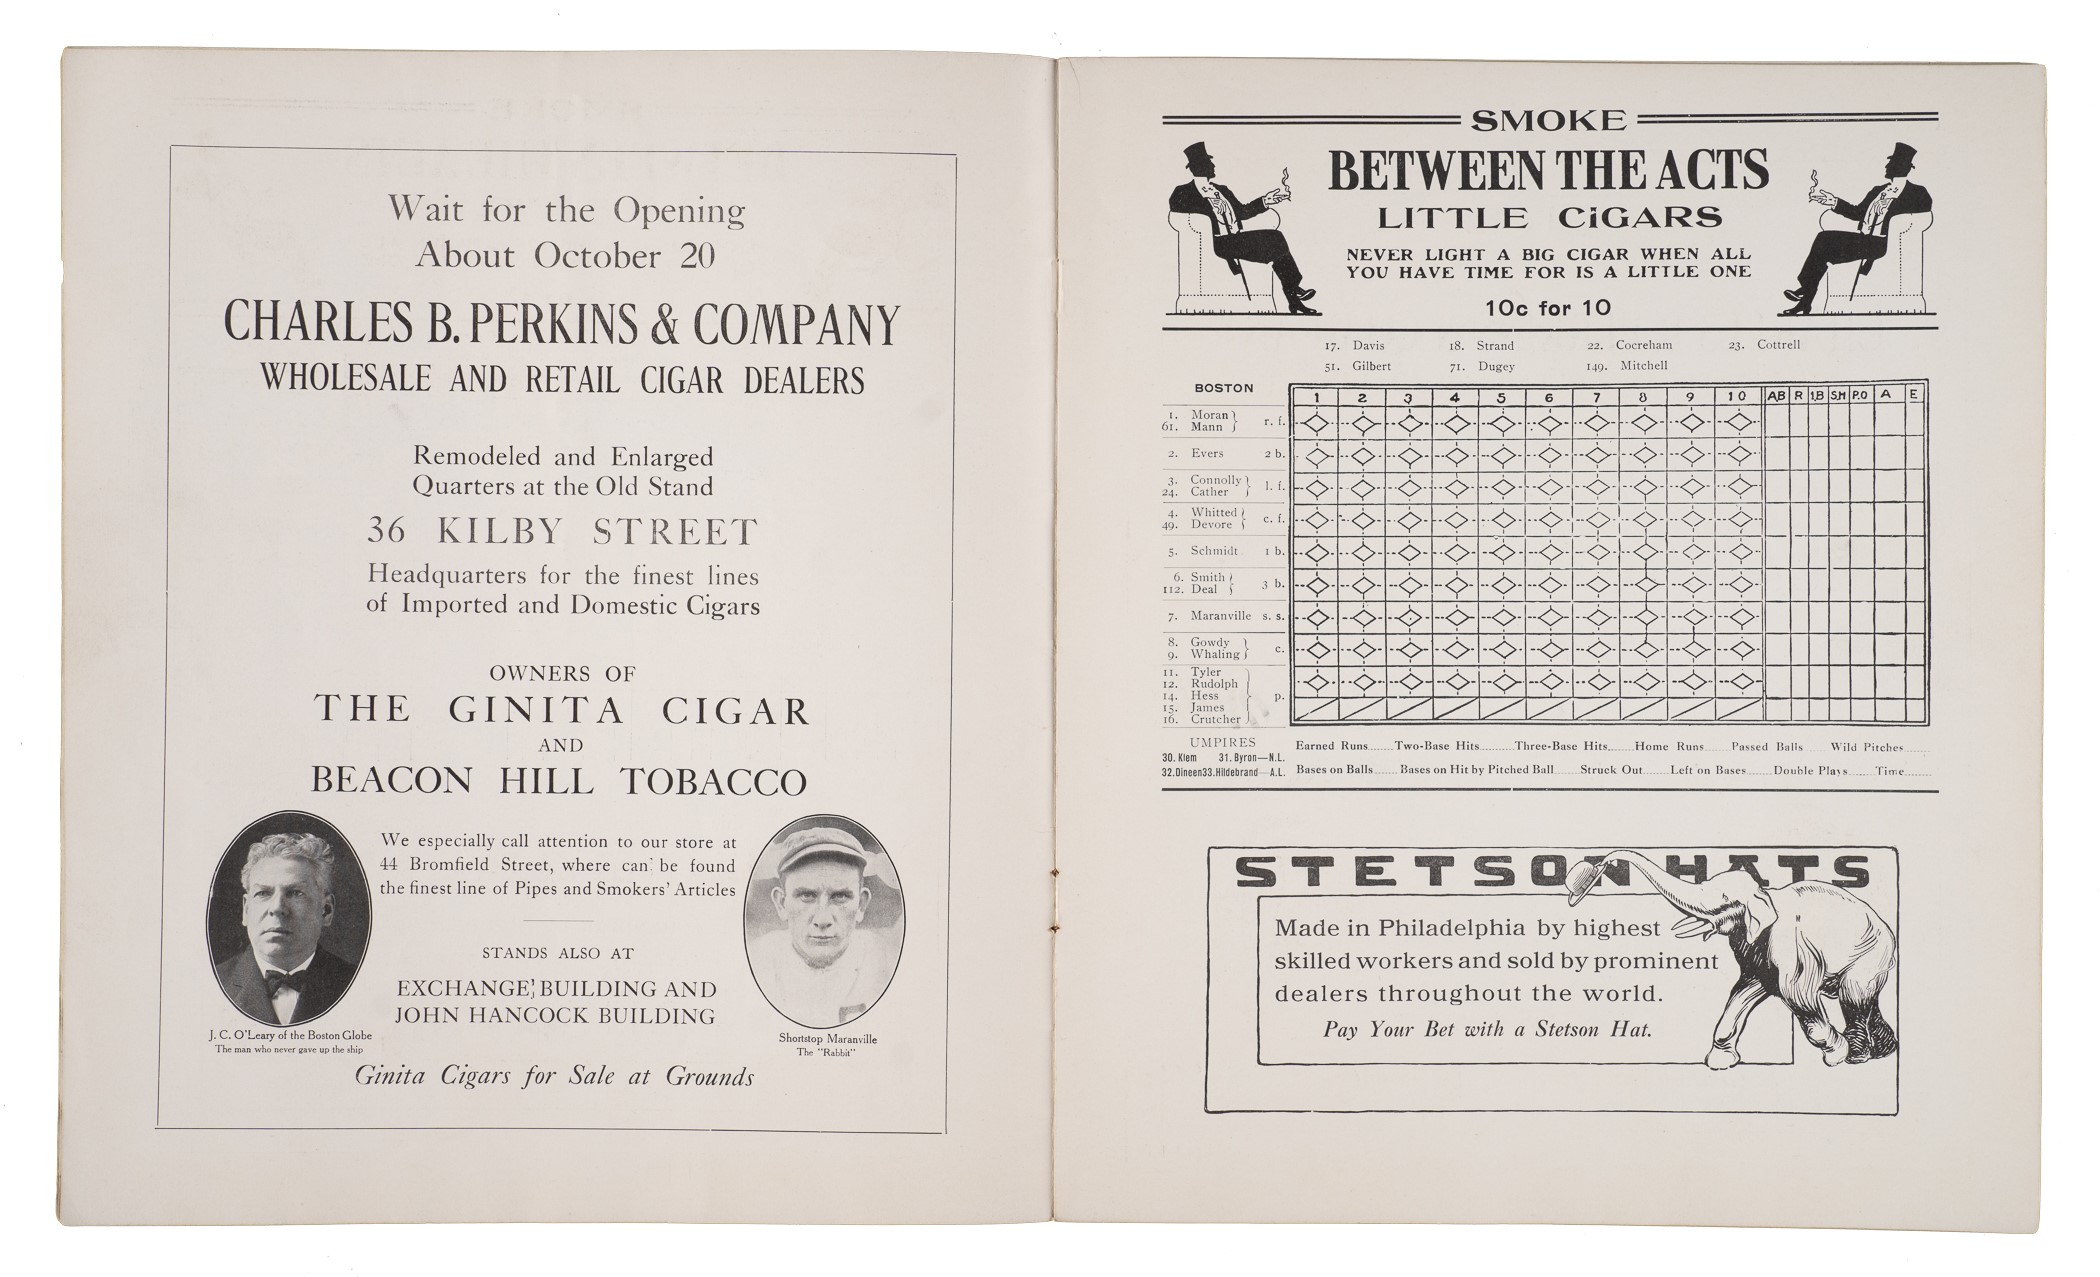 Wait for the Opening
About October 20
CHARLES B. PERKINS & COMPANY
WHOLESALE AND RETAIL CIGAR DEALERS
Remodeled and Enlarged
Quarters at the Old Stand
36 KILBY STREET
Headquarters for the finest lines
of Imported and Domestic Cigars
OWNERS OF
THE GINITA CIGAR
AND
BEACON HILL TOBACCO
We especially call attention to our store at
44 Bromfield Street, where can be found
the finest line of Pipes and Smokers' Articles
STANDS ALSO AT
EXCHANGE BUILDING AND
JOHN HANCOCK BUILDING
J. C. O'Leary of the Boston Globe
The man who never gave up the ship
Shortstop Maranville
The "Rabbit"
Ginita Cigars for Sale at Grounds
SMOKE
BETWEEN THE ACTS
LITTLE CiGARS
NEVER LIGHT A BIG CIGAR WHEN ALL
YOU HAVE TIME FOR IS A LITTLE ONE
10c for 10
17. Davis 18. Strand 22. Cocreham 23. Cottrell
51. Gilbert 71. Dugey 149. Mitchell
BOSTON 1 2 3 4 5 6 7 8 9 10 A.B R 1.B S.H P.O A E
1. Moran
61. Mann r. f.
2. Evers 2 b.
3. Connolly
24. Cather l. f.
4. Whitted
49. Devore c. f.
5. Schmidt 1 b.
6. Smith
112. Deal 3 b.
7. Maranville s. s.
8. Gowdy
9. Whaling c.
11. Tyler
12. Rudolph
14. Hess p.
15. James
16. Crutcher
UMPIRES
30. Klem 31. Byron—N.L.
32. Dineen 33. Hildebrand—A.L.
Earned Runs......Two-Base Hits......Three-Base Hits......Home Runs......Passed Balls......Wild Pitches......
Bases on Balls......Bases on Hit by Pitched Ball......Struck Out......Left on Bases......Double Plays......Time......
STETSON HATS
Made in Philadelphia by highest
skilled workers and sold by prominent
dealers throughout the world.
Pay Your Bet with a Stetson Hat.